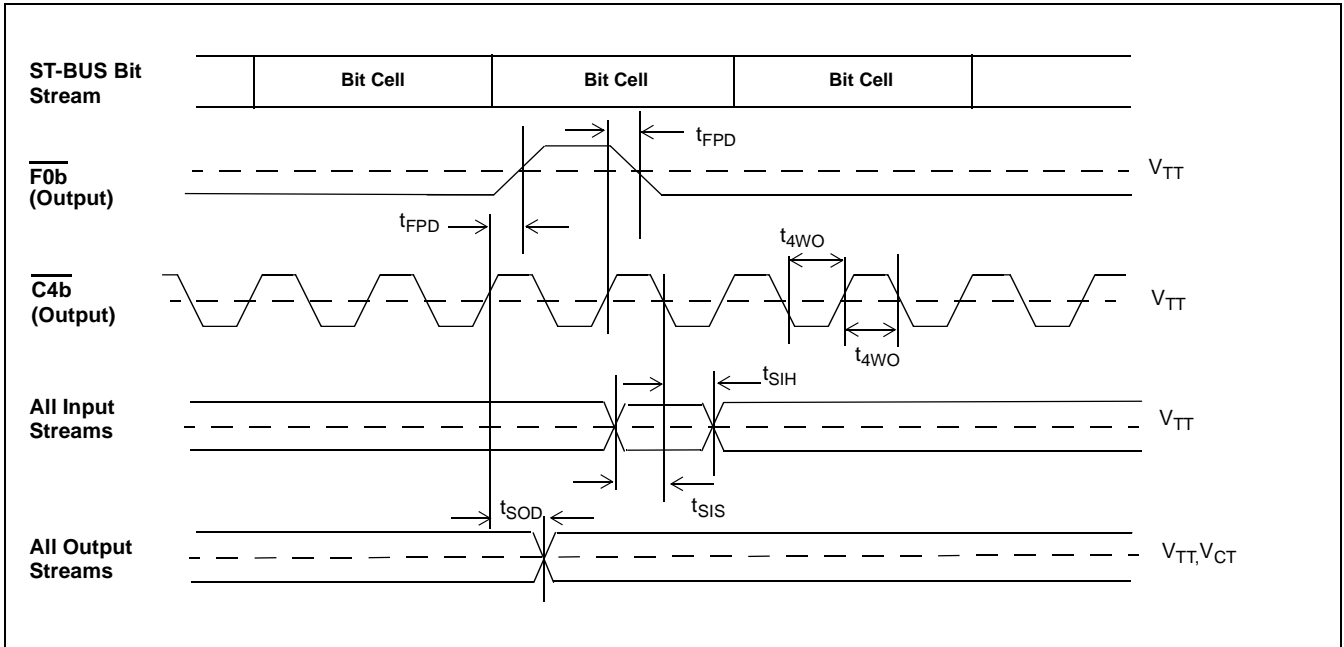 ST-BUS Bit
Stream
Bit Cell
Bit Cell
Bit Cell
tFPD
F0b
(Output)
VTT
tFPD
t4WO
C4b
(Output)
VTT
t4WO
tSIH
All Input
Streams
VTT
tSIS
tSOD
All Output
Streams
VTT,VCT